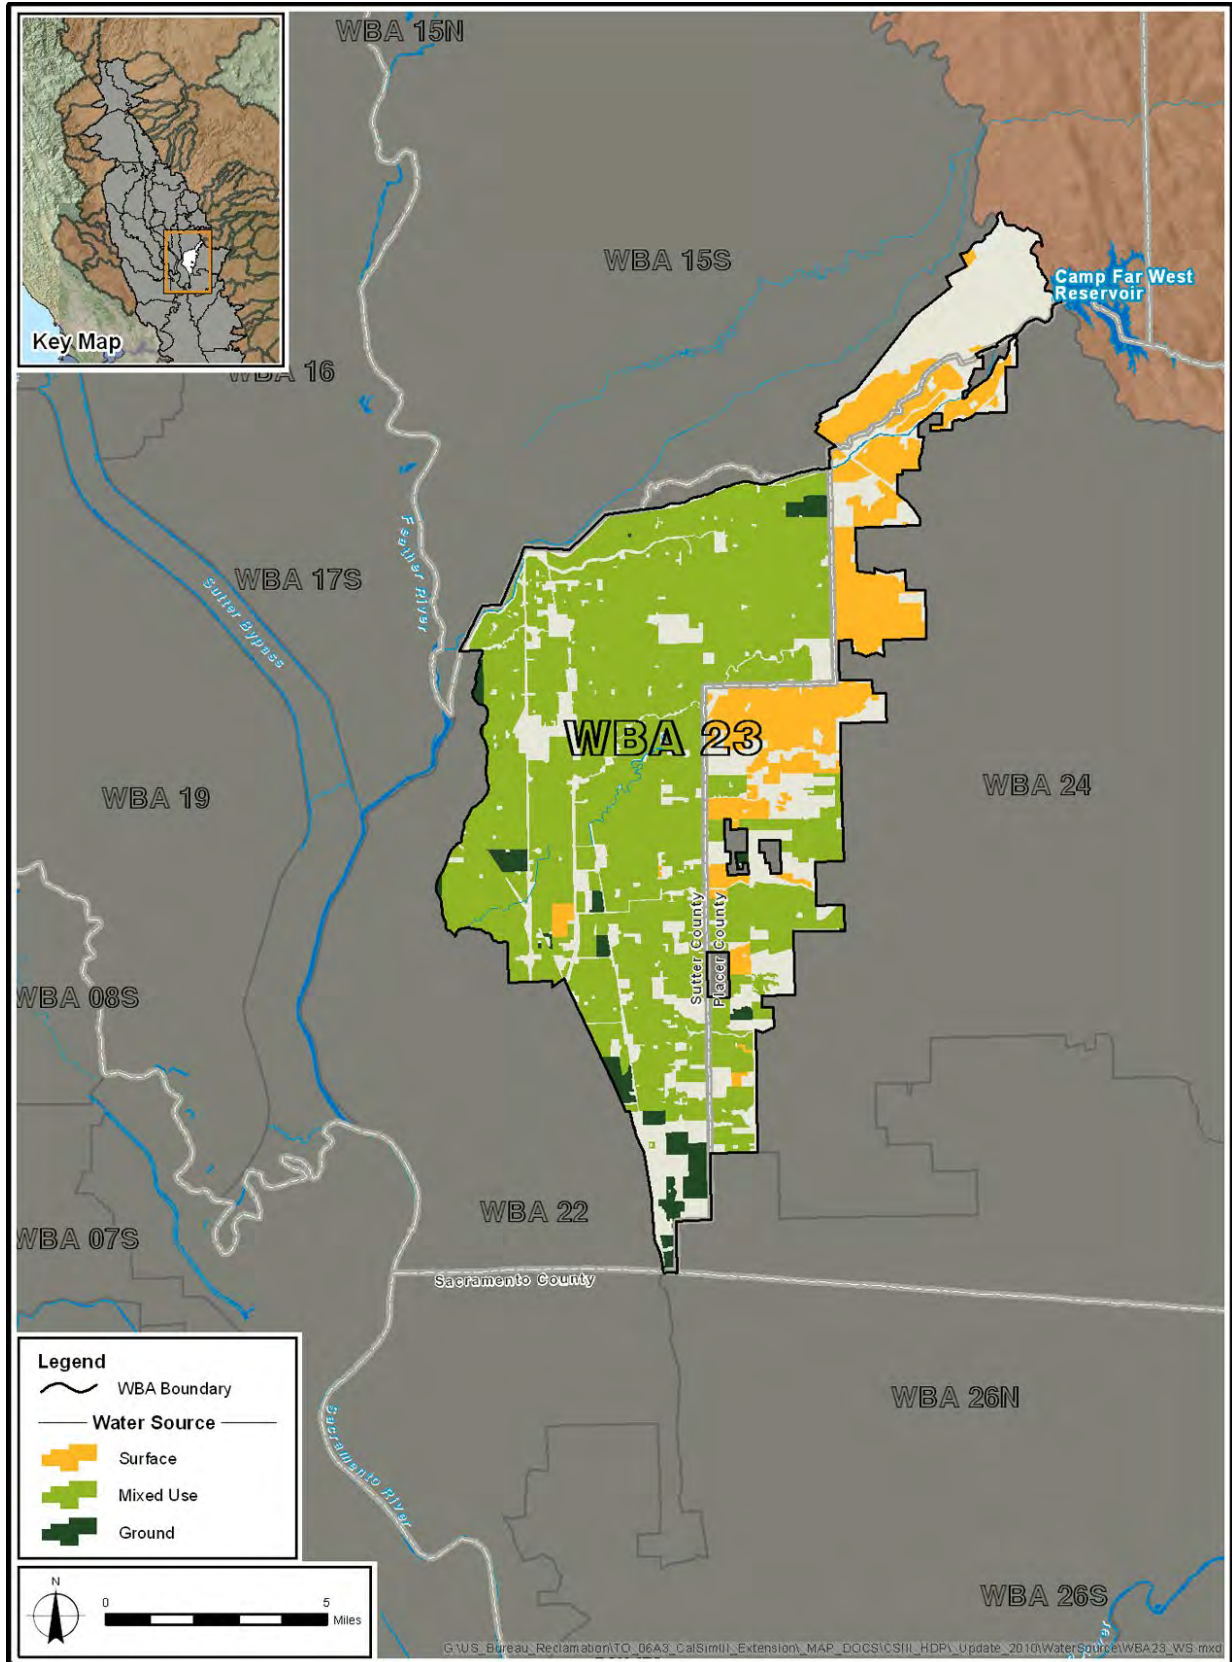 WBA 15N
Key Map
WBA 16
WBA 15S
Camp Far West
Reservoir
Feather River
WBA 17S
Sutter Bypass
WBA 23
WBA 19
WBA 24
Sutter County
Placer County
WBA 08S
WBA 22
WBA 07S
Sacramento County
Legend
WBA Boundary
Water Source
Surface
Mixed Use
Ground
Sacramento River
WBA 26N
WBA 26S
N
0 5
Miles
G:\US_Bureau_Reclamation\TO_06A3_CalSimII_Extension\_MAP_DOCS\CSIII_HDP\_Update_2010\WaterSource\WBA23_WS.mxd